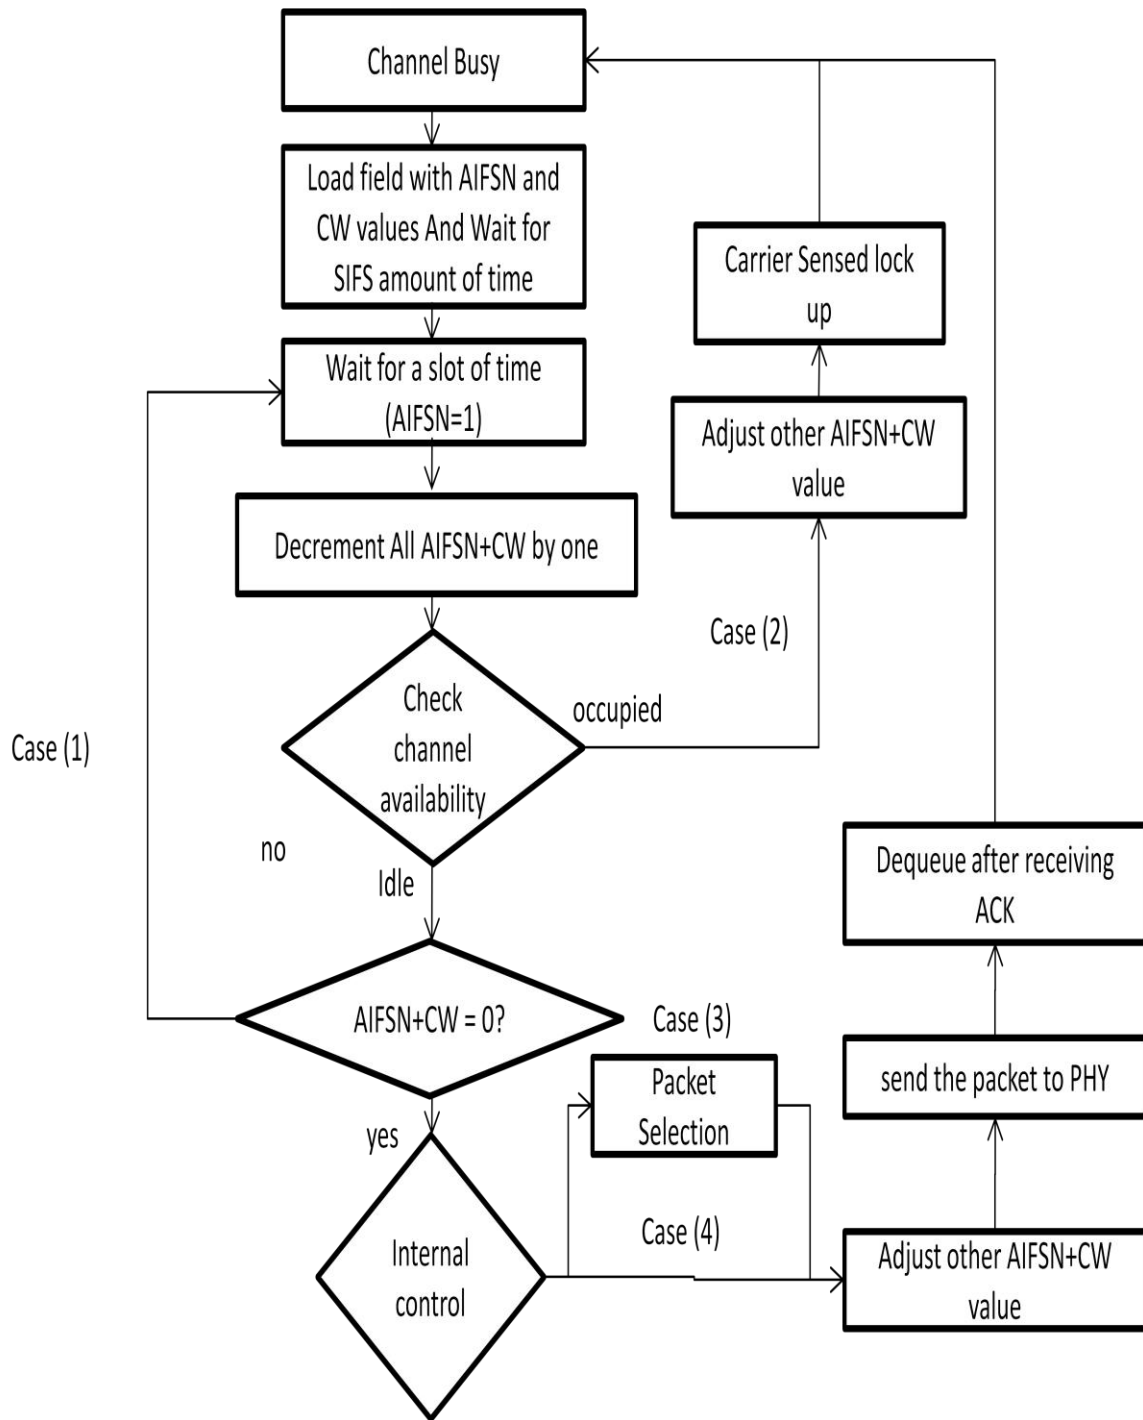 Channel Busy
Load field with AIFSN and
CW values And Wait for
SIFS amount of time
Wait for a slot of time
(AIFSN=1)
Decrement All AIFSN+CW by one
Check
channel
availability
occupied
Case (2)
Adjust other AIFSN+CW
value
Carrier Sensed lock
up
Case (1)
no
Idle
AIFSN+CW = 0?
yes
Internal
control
Case (3)
Packet
Selection
Case (4)
Adjust other AIFSN+CW
value
send the packet to PHY
Dequeue after receiving
ACK